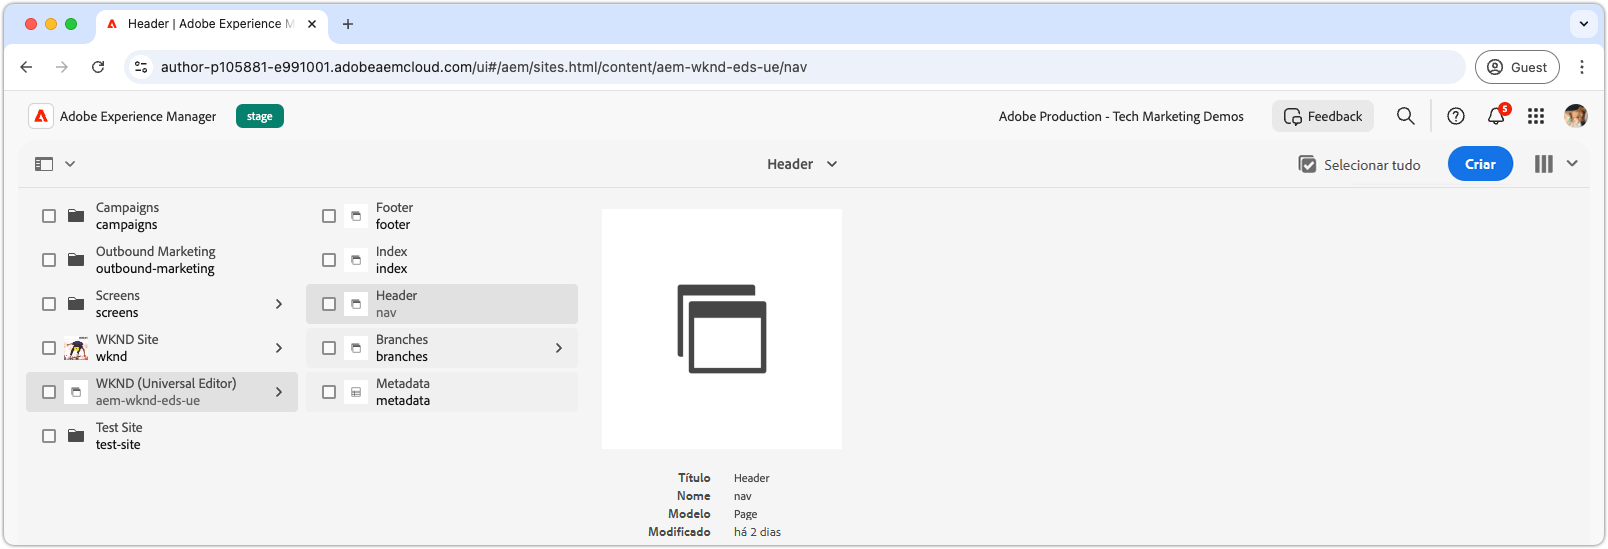 Header | Adobe Experience M
author-p105881-e991001.adobeaemcloud.com/ui#/aem/sites.html/content/aem-wknd-eds-ue/nav
Guest
Adobe Experience Manager
stage
Adobe Production - Tech Marketing Demos
Feedback
5
Header
Selecionar tudo
Criar
Campaigns
campaigns
Outbound Marketing
outbound-marketing
Screens
screens
WKND Site
wknd
WKND (Universal Editor)
aem-wknd-eds-ue
Test Site
test-site
Footer
footer
Index
index
Header
nav
Branches
branches
Metadata
metadata
Título Header
Nome nav
Modelo Page
Modificado há 2 dias